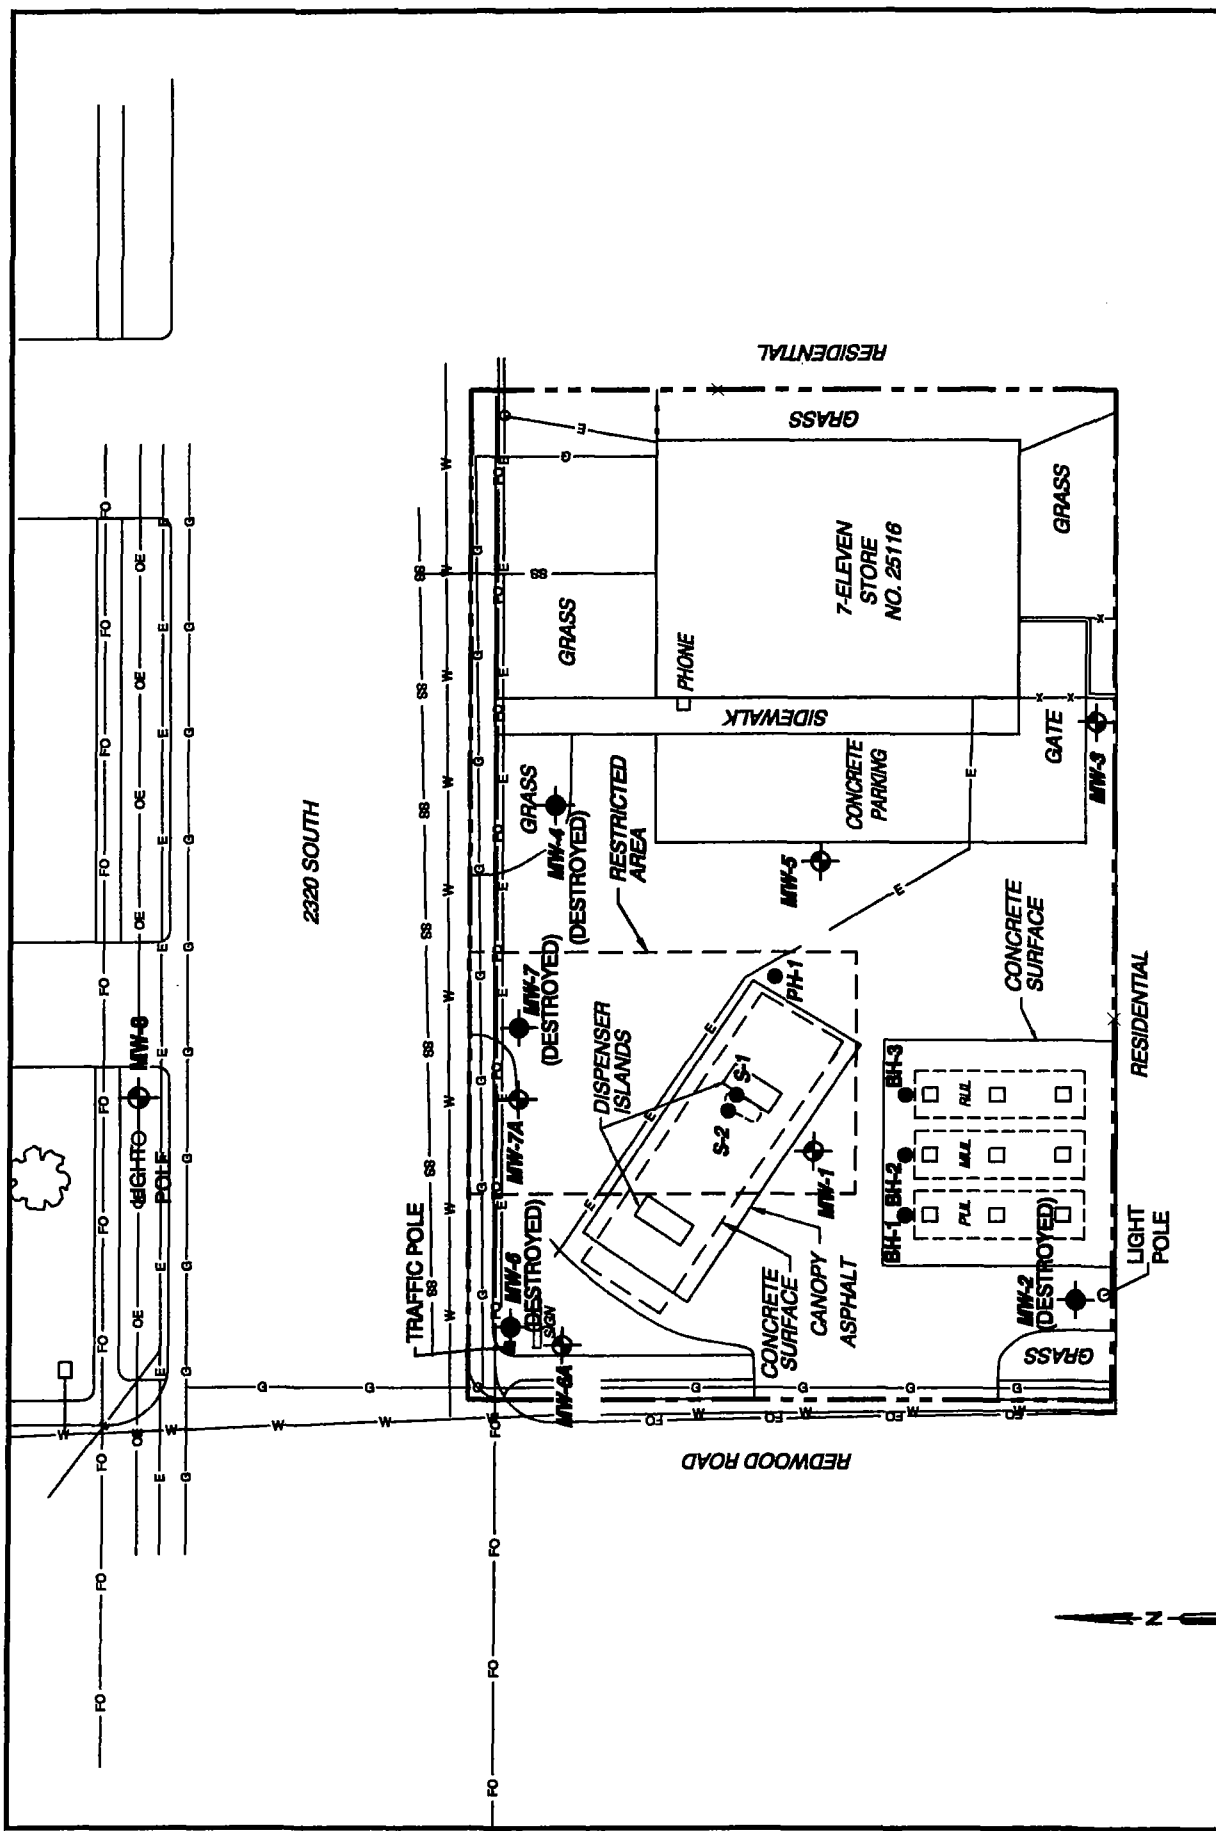 2320 SOUTH
MW-8
LIGHT
POLE
TRAFFIC POLE
MW-6
(DESTROYED)
SIGN
MW-6A
MW-7A
MW-7
(DESTROYED)
GRASS
MW-4
(DESTROYED)
RESTRICTED
AREA
GRASS
PHONE
SIDEWALK
7-ELEVEN
STORE
NO. 25116
GRASS
GRASS
RESIDENTIAL
CONCRETE
PARKING
GATE
MW-3
MW-5
DISPENSER
ISLANDS
PH-1
S-1
S-2
MW-1
CONCRETE
SURFACE
CANOPY
ASPHALT
CONCRETE
SURFACE
BH-1
BH-2
BH-3
PUL
MUL
RUL
MW-2
(DESTROYED)
GRASS
LIGHT
POLE
RESIDENTIAL
REDWOOD ROAD
N